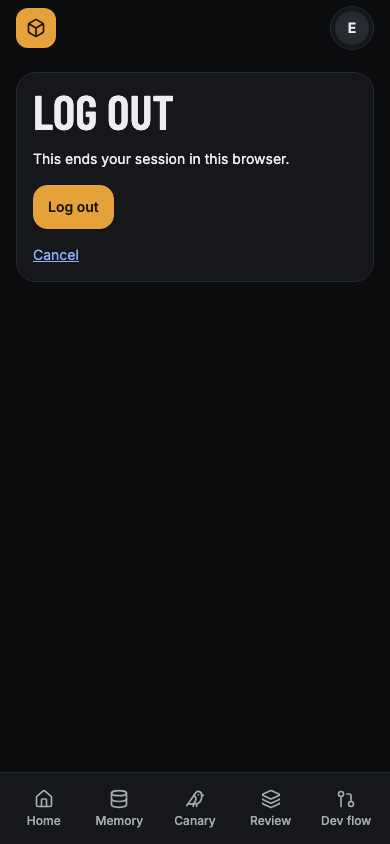 E
LOG OUT
This ends your session in this browser.
Log out
Cancel
Home
Memory
Canary
Review
Dev flow